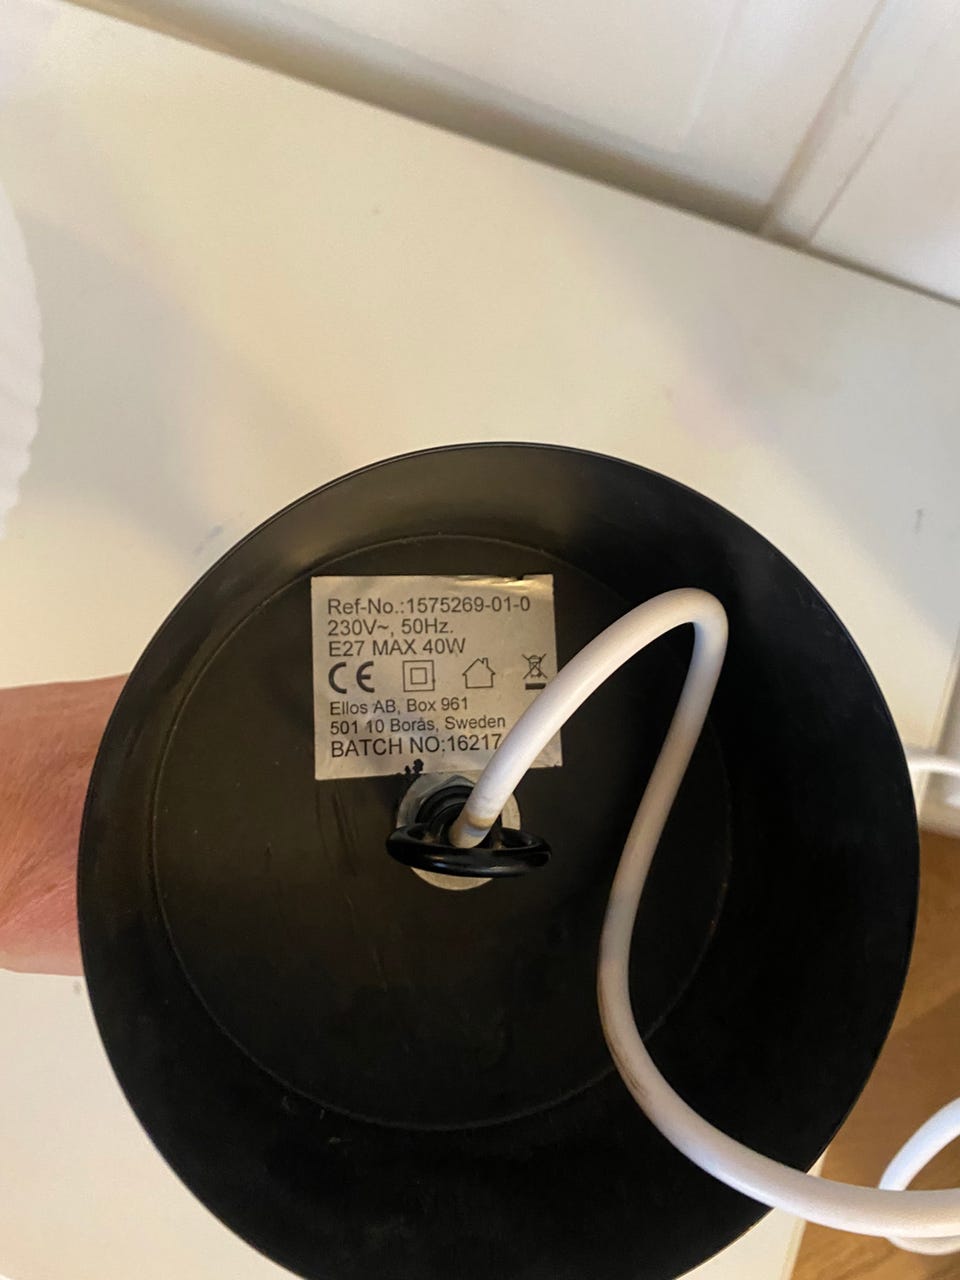 Ref-No.:1575269-01-0
230V~, 50Hz.
E27 MAX 40W
CE
Ellos AB, Box 961
501 10 Borås, Sweden
BATCH NO:16217